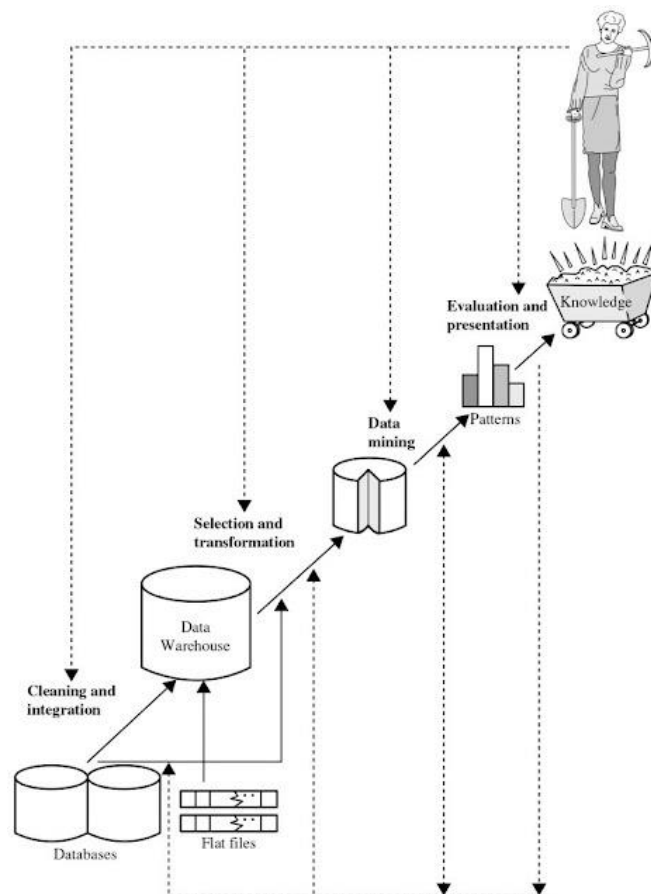 Knowledge
Evaluation and
presentation
Patterns
Data
mining
Selection and
transformation
Data
Warehouse
Cleaning and
integration
Databases
Flat files